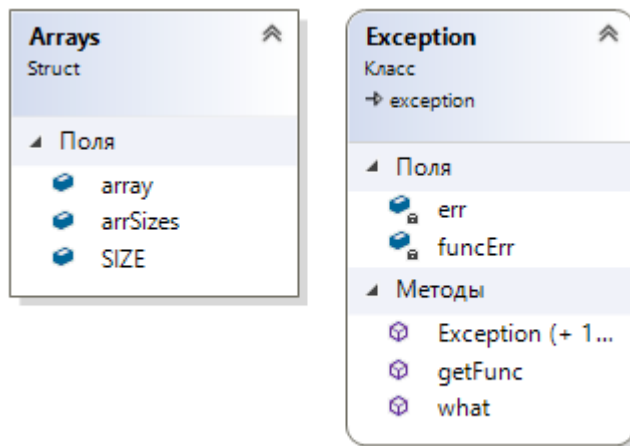 Arrays
Struct
Поля
array
arrSizes
SIZE
Exception
Класс
exception
Поля
err
funcErr
Методы
Exception (+ 1...
getFunc
what